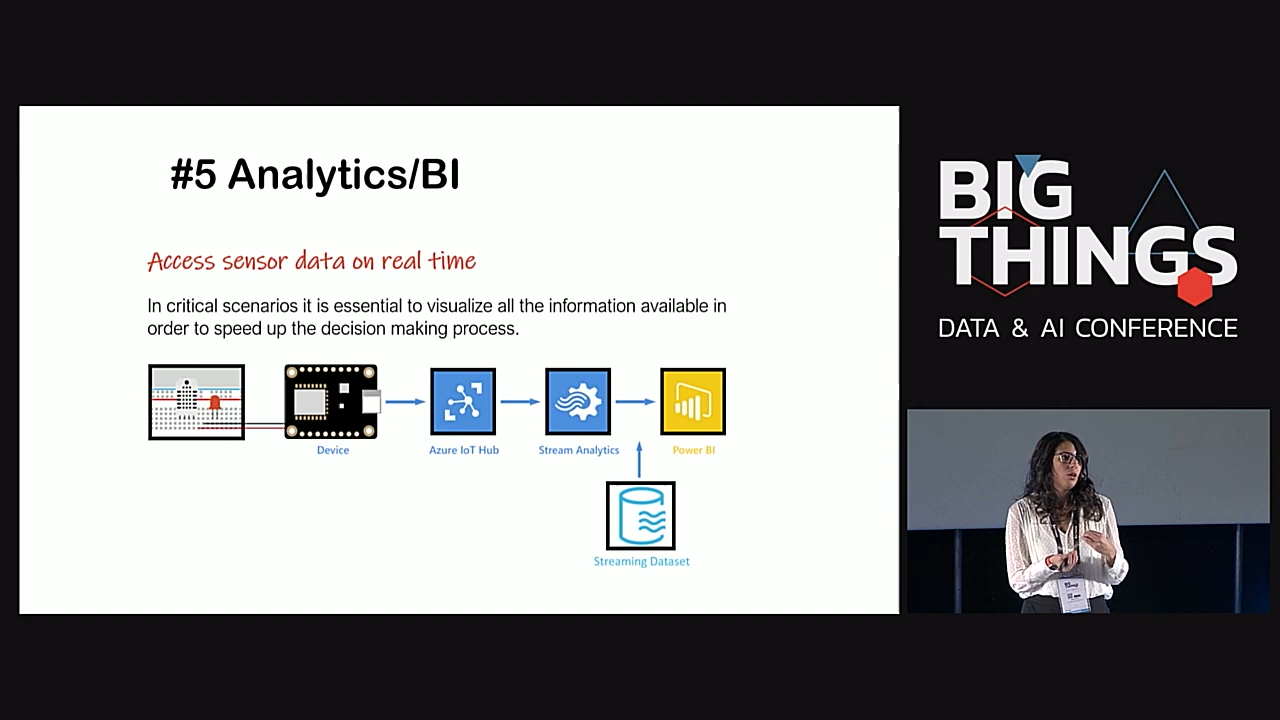 #5 Analytics/BI
Access sensor data on real time
In critical scenarios it is essential to visualize all the information available in
order to speed up the decision making process.
Device
Azure IoT Hub
Stream Analytics
Power BI
Streaming Dataset
BIG
THINGS
DATA & AI CONFERENCE